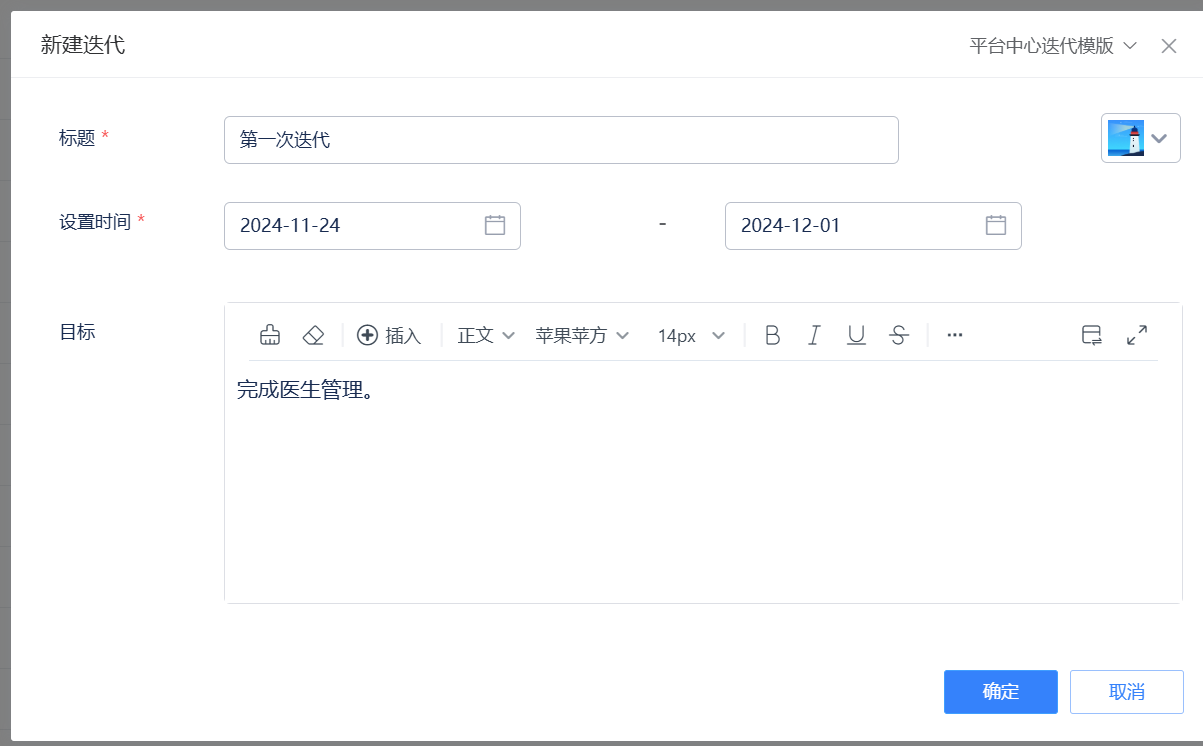 新建迭代 平台中心迭代模版
标题 * 第一次迭代
设置时间 * 2024-11-24 - 2024-12-01
目标
插入 正文 苹果苹方 14px B I U S ···
完成医生管理。
确定 取消